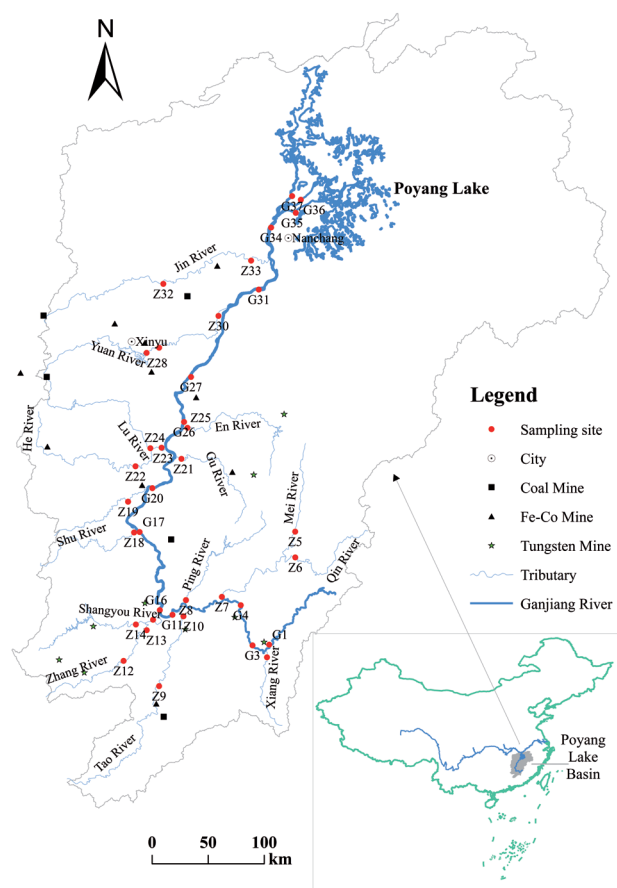 N
Poyang Lake
G37
G36
G35
G34
Nanchang
Jin River
Z33
Z32
G31
Z30
Xinyu
Yuan River
Z28
G27
Z25
G26
En River
He River
Lu River
Z24
Z23
Z21
Gu River
Z22
G20
Z19
Mei River
Shu River
G17
Z18
Z5
Z6
Qin River
Ping River
G16
Z7
Shangyou River
Z8
G4
G11
Z10
Z14
Z13
G1
G3
Zhang River
Z12
Xiang River
Z9
Tao River
Legend
Sampling site
City
Coal Mine
Fe-Co Mine
Tungsten Mine
Tributary
Ganjiang River
Poyang
Lake
Basin
0 50 100
km